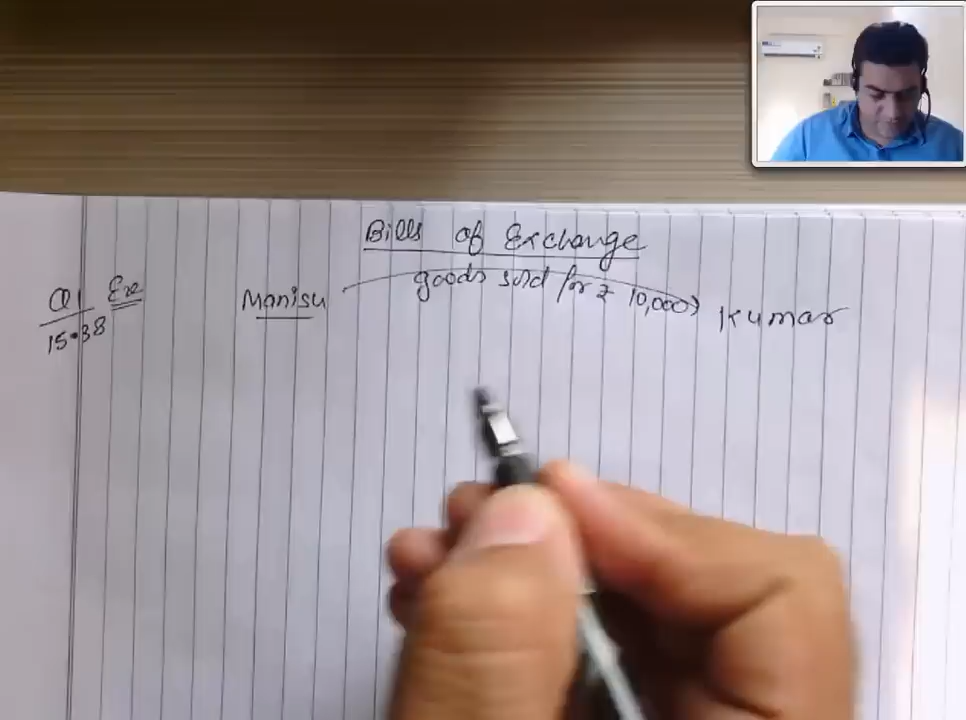 Bills of Exchange
Q1 Ex
15.38
Manish
goods sold for ₹ 10,000
Kumar